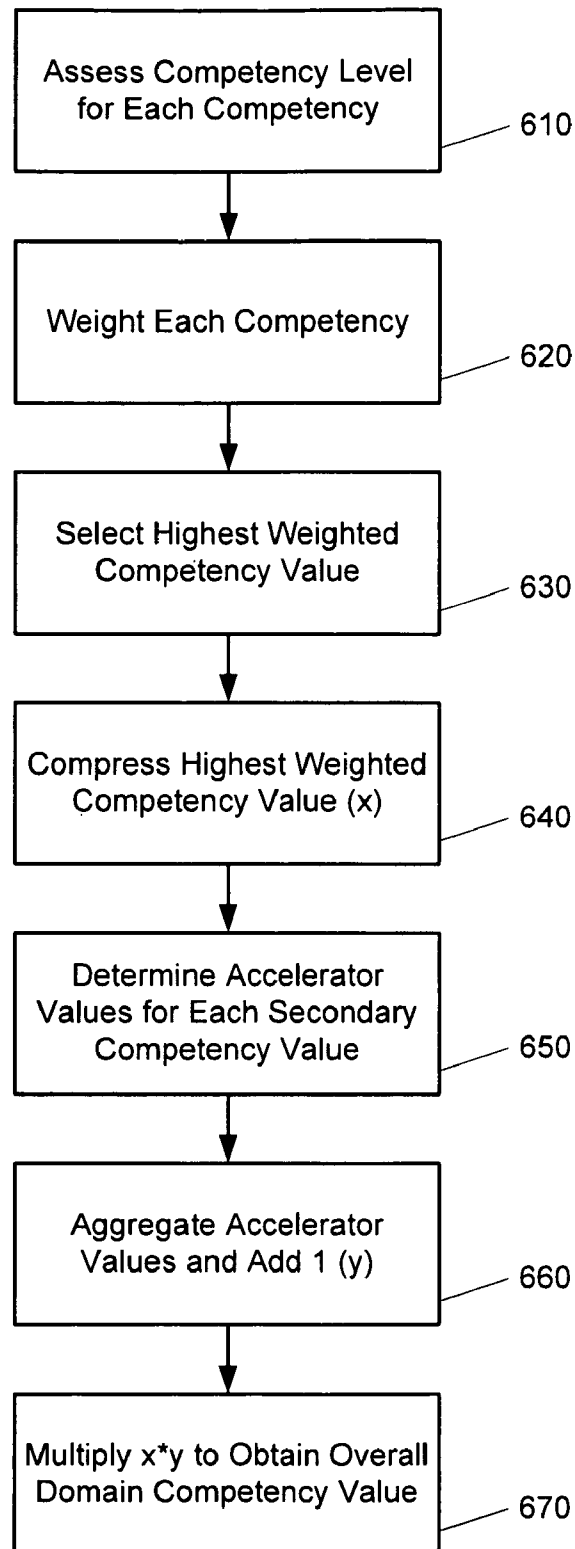 Assess Competency Level
for Each Competency
610
Weight Each Competency
620
Select Highest Weighted
Competency Value
630
Compress Highest Weighted
Competency Value (x)
640
Determine Accelerator
Values for Each Secondary
Competency Value
650
Aggregate Accelerator
Values and Add 1 (y)
660
Multiply x*y to Obtain Overall
Domain Competency Value
670